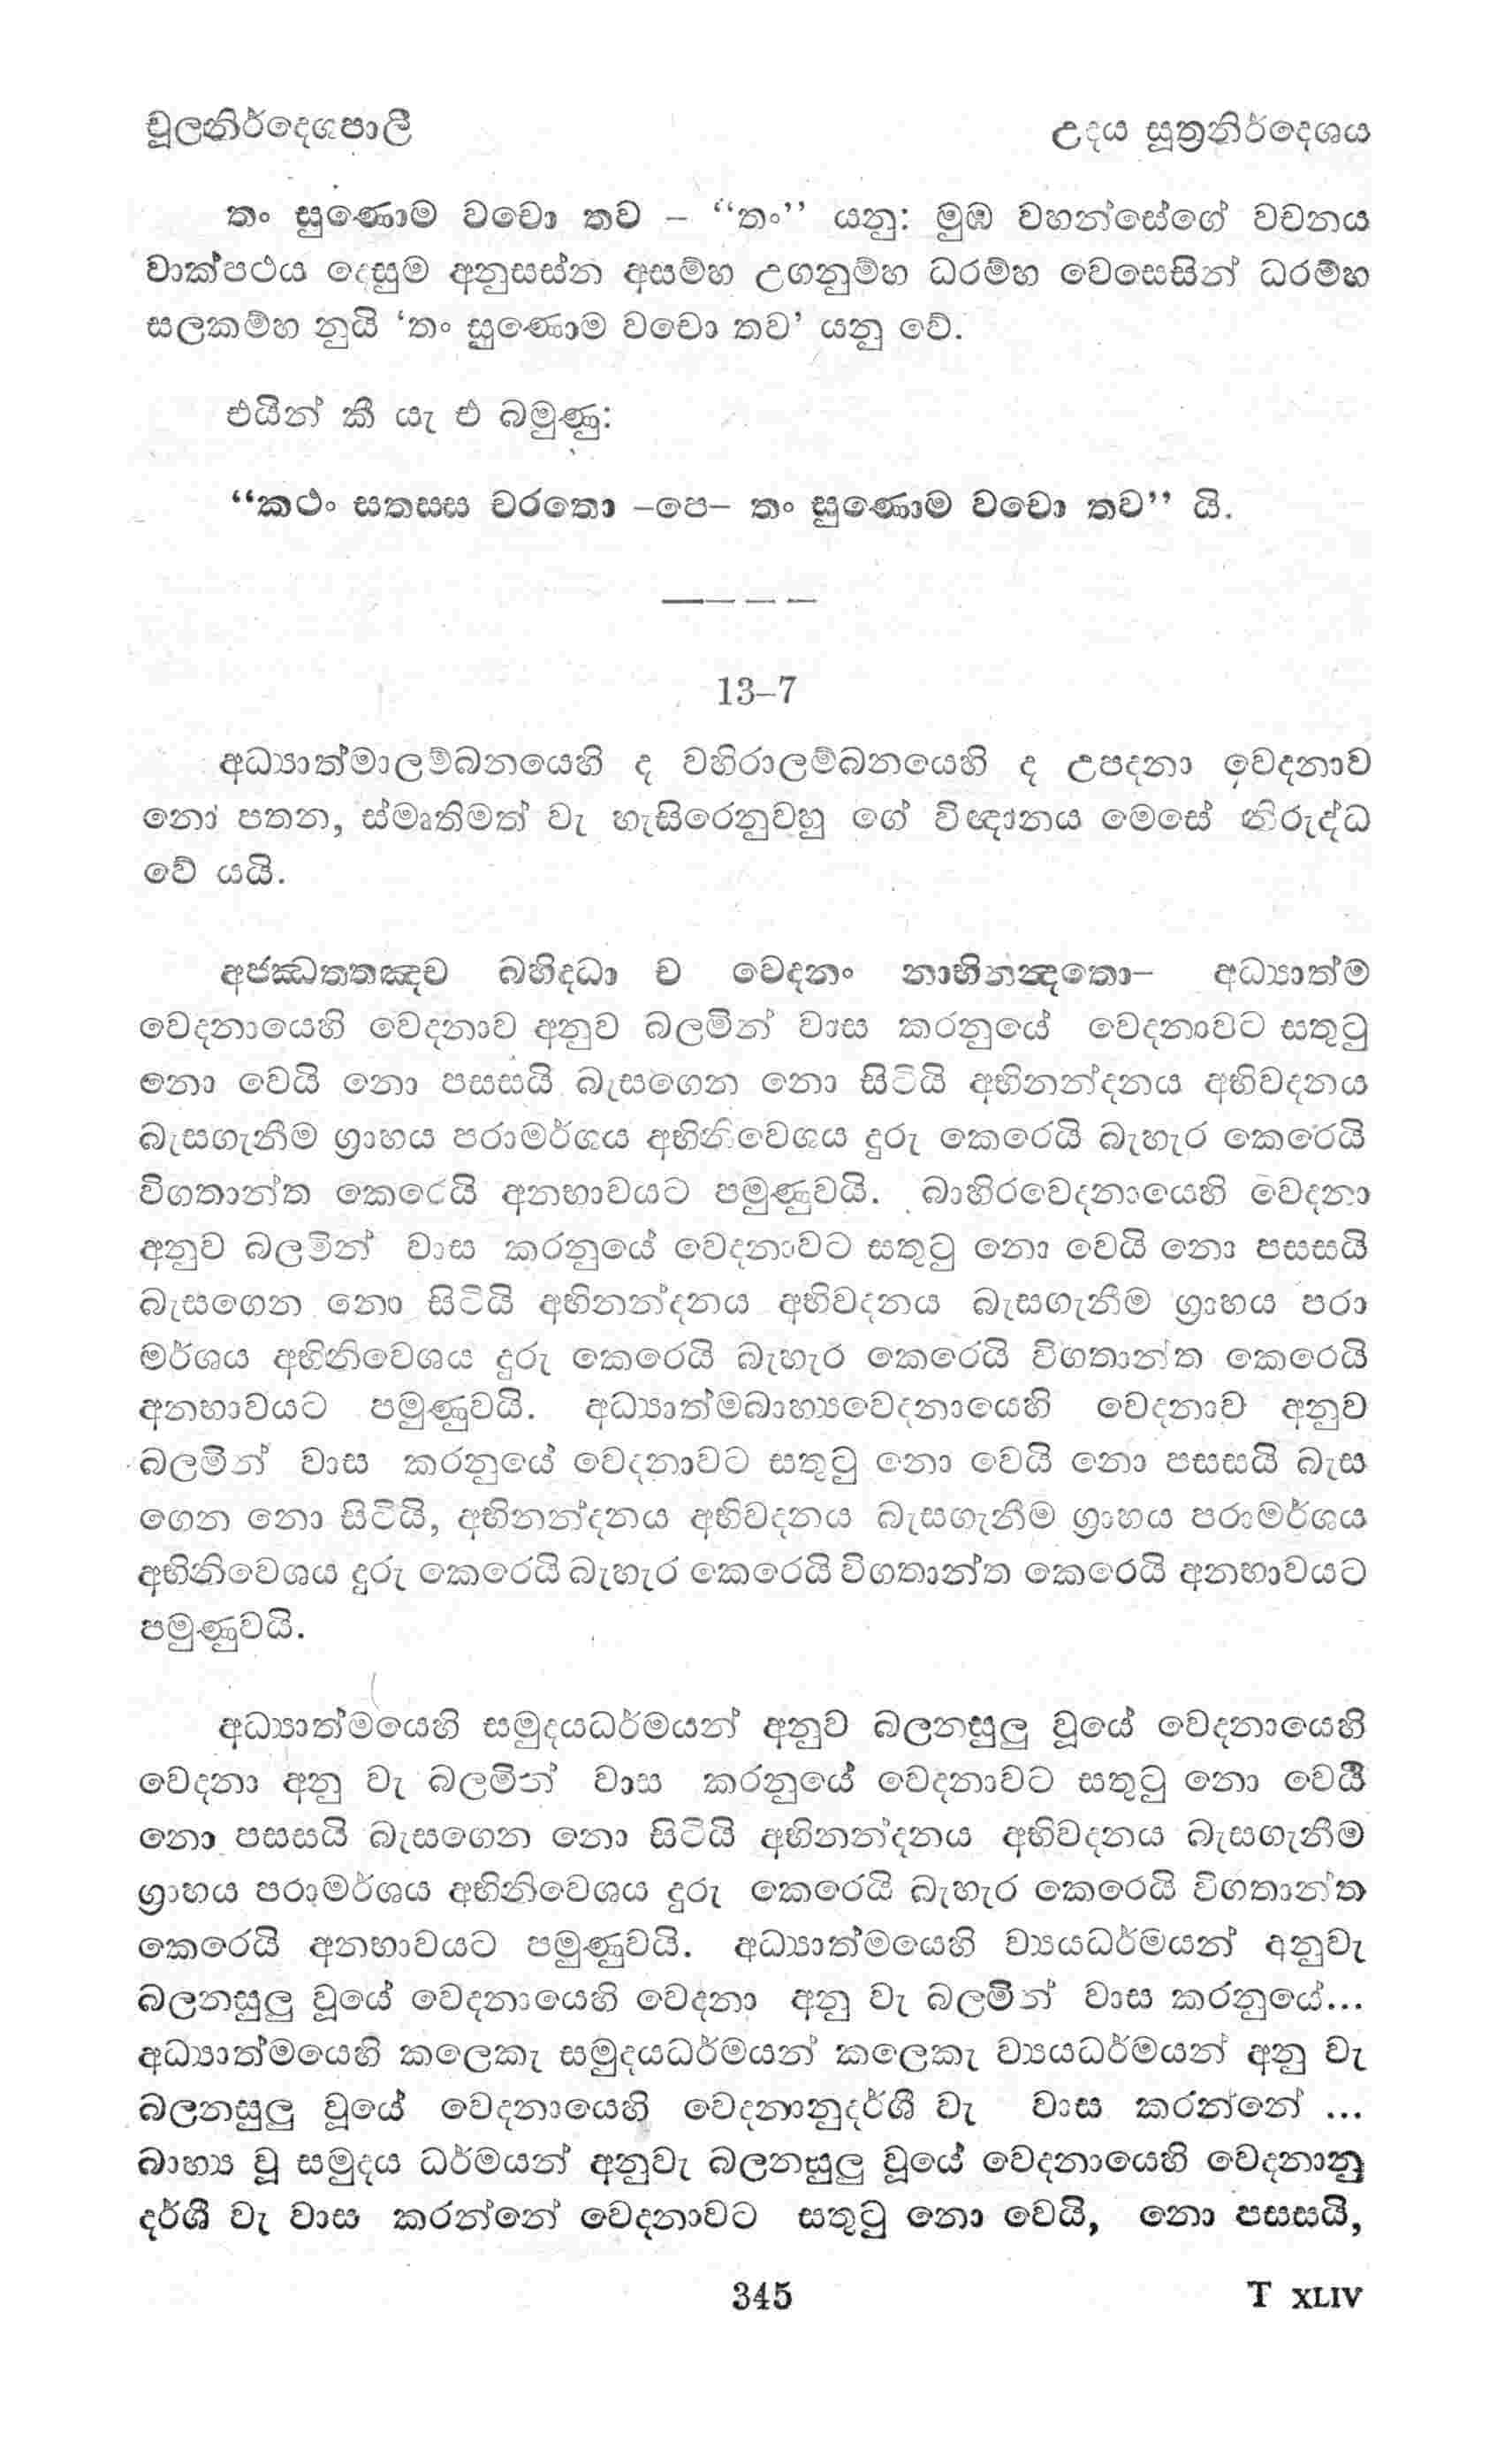 චූලනිර්දෙශපාලි
උදය සූත්‍රනිර්දෙශය
තං සුණොම වචො තව – “තං” යනු: මුඹ වහන්සේගේ වචනය
වාක්පථය දෙසුම අනුසස්න අසම්හ උගනුම්හ ධරම්හ වෙසෙසින් ධරම්හ
සලකම්හ නුයි ‘තං සුණොම වචො තව’ යනු වේ.
එයින් කී යැ එ බමුණු:
“කථං සතස්ස චරතො –පෙ– තං සුණොම වචො තව” යි.
13–7
අධ්‍යාත්මාලම්බනයෙහි ද වහිරාලම්බනයෙහි ද උපදනා වෙදනාව
නො පතන, ස්මෘතිමත් වැ හැසිරෙනුවහු ගේ විඥානය මෙසේ නිරුද්ධ
වේ යයි.
අජ්ඣත්තඤ්ච බහිද්ධා ච වෙදනං නාභිනන්දතො– අධ්‍යාත්ම
වෙදනායෙහි වෙදනාව අනුව බලමින් වාස කරනුයේ වෙදනාවට සතුටු
නො වෙයි නො පසසයි බැසගෙන නො සිටියි අභිනන්දනය අභිවදනය
බැසගැනීම ග්‍රාහය පරාමර්ශය අභිනිවෙශය දුරු කෙරෙයි බැහැර කෙරෙයි
විගතාන්ත කෙරෙයි අනභාවයට පමුණුවයි. බාහිරවෙදනායෙහි වෙදනා
අනුව බලමින් වාස කරනුයේ වෙදනාවට සතුටු නො වෙයි නො පසසයි
බැසගෙන නො සිටියි අභිනන්දනය අභිවදනය බැසගැනීම ග්‍රාහය පරා
මර්ශය අභිනිවෙශය දුරු කෙරෙයි බැහැර කෙරෙයි විගතාන්ත කෙරෙයි
අනභාවයට පමුණුවයි. අධ්‍යාත්මබාහ්‍යවෙදනායෙහි වෙදනාව අනුව
බලමින් වාස කරනුයේ වෙදනාවට සතුටු නො වෙයි නො පසසයි බැස
ගෙන නො සිටියි, අභිනන්දනය අභිවදනය බැසගැනීම ග්‍රාහය පරාමර්ශය
අභිනිවෙශය දුරු කෙරෙයි බැහැර කෙරෙයි විගතාන්ත කෙරෙයි අනභාවයට
පමුණුවයි.
අධ්‍යාත්මයෙහි සමුදයධර්මයන් අනුව බලනසුලු වූයේ වෙදනායෙහි
වෙදනා අනු වැ බලමින් වාස කරනුයේ වෙදනාවට සතුටු නො වෙයි
නො පසසයි බැසගෙන නො සිටියි අභිනන්දනය අභිවදනය බැසගැනීම
ග්‍රාහය පරාමර්ශය අභිනිවෙශය දුරු කෙරෙයි බැහැර කෙරෙයි විගතාන්ත
කෙරෙයි අනභාවයට පමුණුවයි. අධ්‍යාත්මයෙහි ව්‍යයධර්මයන් අනුවැ
බලනසුලු වූයේ වෙදනායෙහි වෙදනා අනු වැ බලමින් වාස කරනුයේ...
අධ්‍යාත්මයෙහි කලෙකැ සමුදයධර්මයන් කලෙකැ ව්‍යයධර්මයන් අනු වැ
බලනසුලු වූයේ වෙදනායෙහි වෙදනානුදර්ශී වැ වාස කරන්නේ ...
බාහ්‍ය වූ සමුදය ධර්මයන් අනුවැ බලනසුලු වූයේ වෙදනායෙහි වෙදනානු
දර්ශී වැ වාස කරන්නේ වෙදනාවට සතුටු නො වෙයි, නො පසසයි,
345
T XLIV